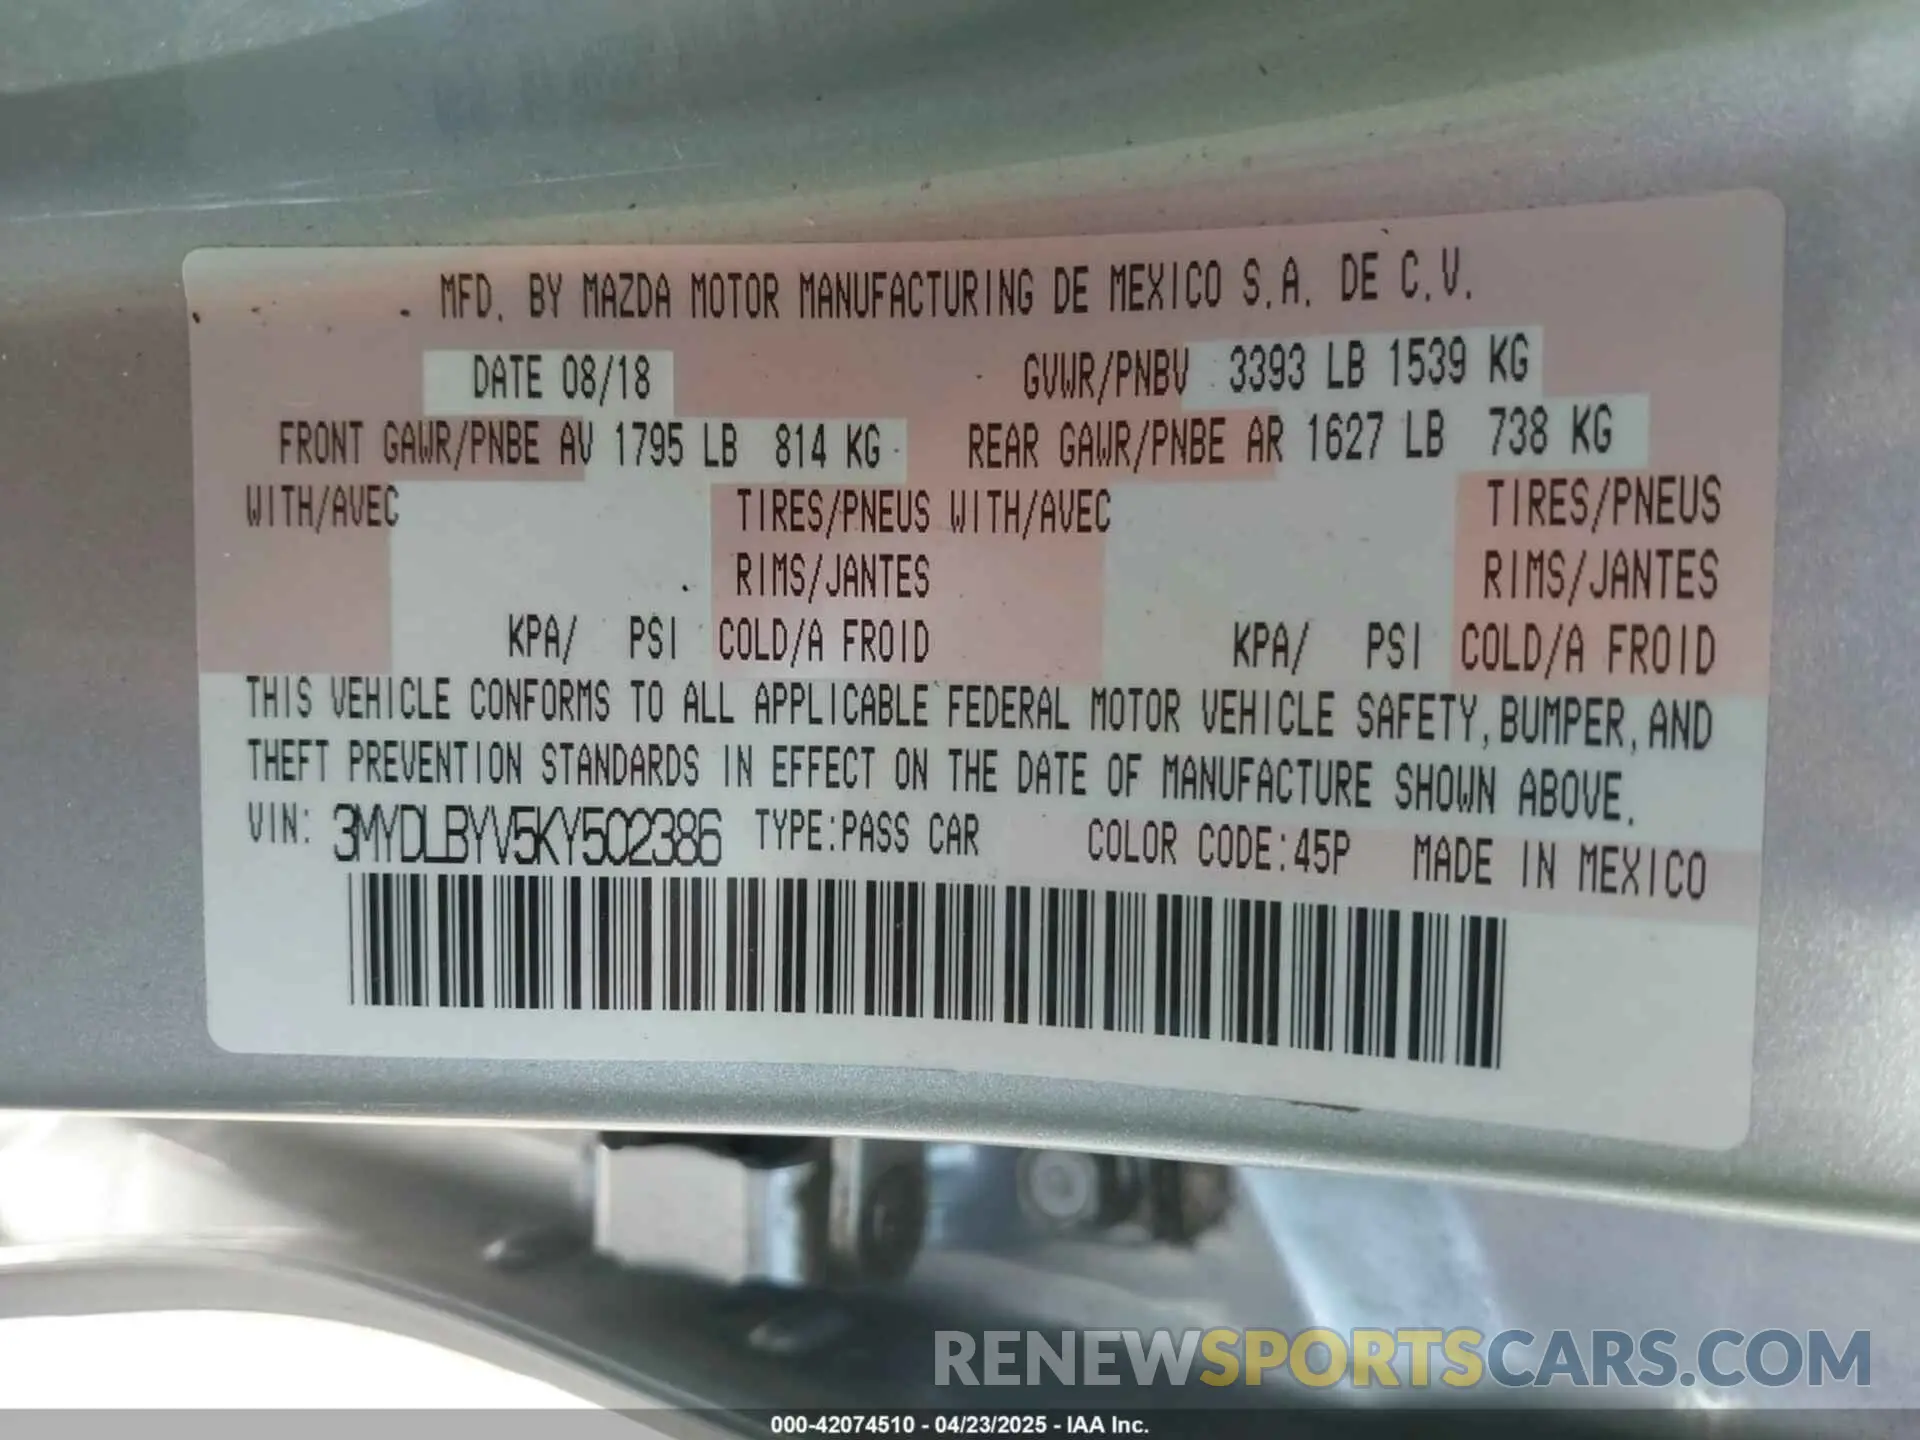 MFD. BY MAZDA MOTOR MANUFACTURING DE MEXICO S.A. DE C.V.
DATE 08/18 GVWR/PNBV 3393 LB 1539 KG
FRONT GAWR/PNBE AV 1795 LB 814 KG REAR GAWR/PNBE AR 1627 LB 738 KG
WITH/AVEC TIRES/PNEUS WITH/AVEC TIRES/PNEUS
RIMS/JANTES RIMS/JANTES
KPA/ PSI COLD/A FROID KPA/ PSI COLD/A FROID
THIS VEHICLE CONFORMS TO ALL APPLICABLE FEDERAL MOTOR VEHICLE SAFETY, BUMPER, AND
THEFT PREVENTION STANDARDS IN EFFECT ON THE DATE OF MANUFACTURE SHOWN ABOVE.
VIN: 3MYDLBYV5KY502386 TYPE:PASS CAR COLOR CODE:45P MADE IN MEXICO
RENEWSPORTSCARS.COM
000-42074510 - 04/23/2025 - IAA Inc.